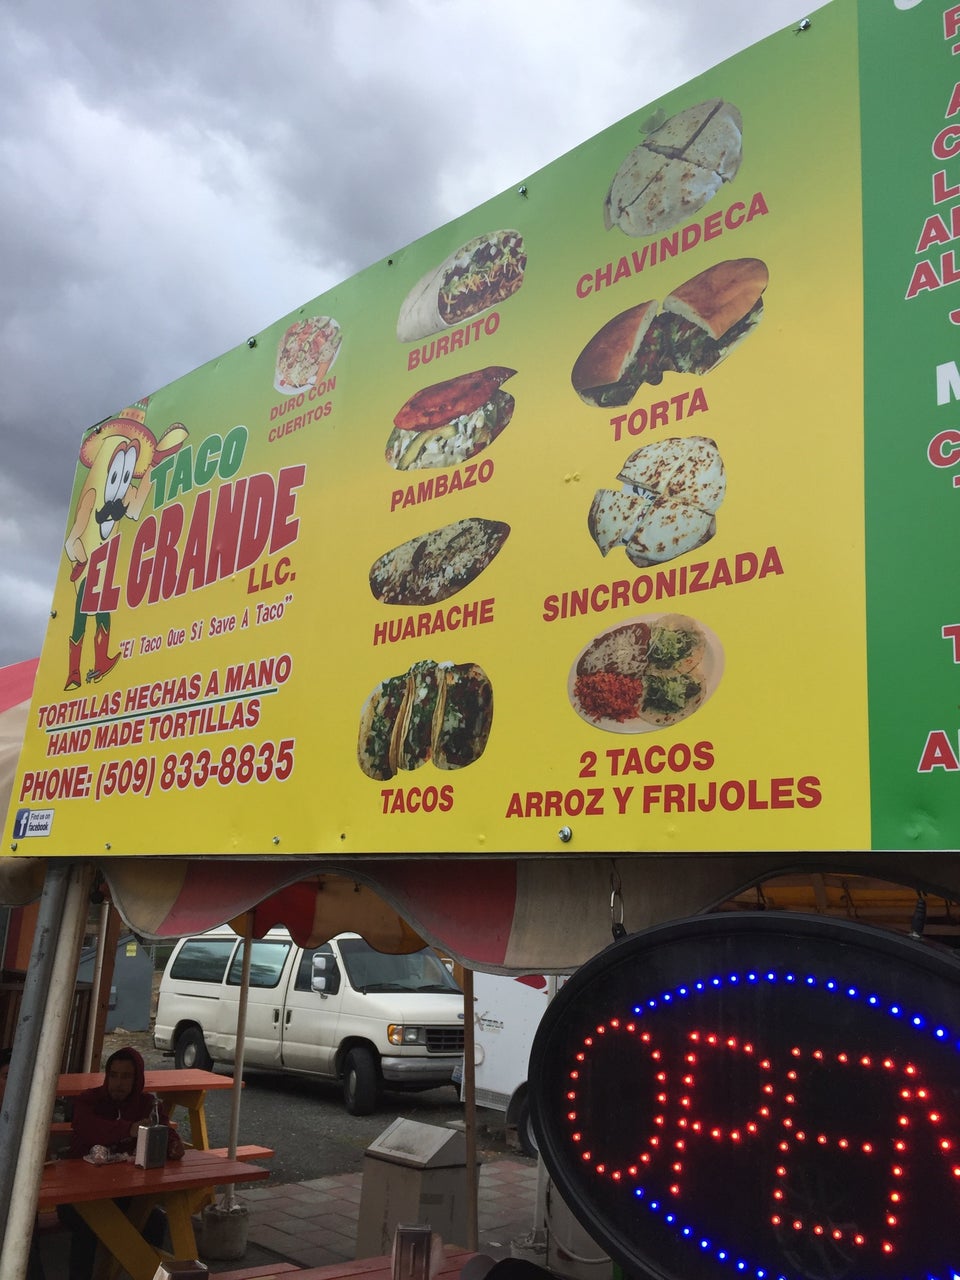 TACO
EL GRANDE
LLC.
"El Taco Que Si Save A Taco"
TORTILLAS HECHAS A MANO
HAND MADE TORTILLAS
PHONE: (509) 833-8835
Find us on
facebook
DURO CON
CUERITOS
BURRITO
PAMBAZO
HUARACHE
TACOS
CHAVINDECA
TORTA
SINCRONIZADA
2 TACOS
ARROZ Y FRIJOLES
OPEN